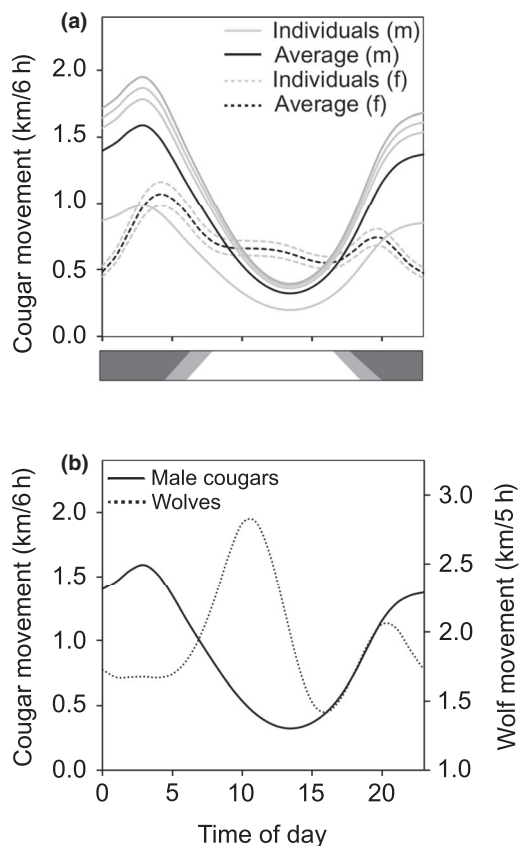 (a)
Individuals (m)
Average (m)
Individuals (f)
Average (f)
Cougar movement (km/6 h)
2.0
1.5
1.0
0.5
0.0
(b)
Male cougars
Wolves
Cougar movement (km/6 h)
2.0
1.5
1.0
0.5
0.0
3.0
2.5
2.0
1.5
1.0
Wolf movement (km/5 h)
0 5 10 15 20
Time of day